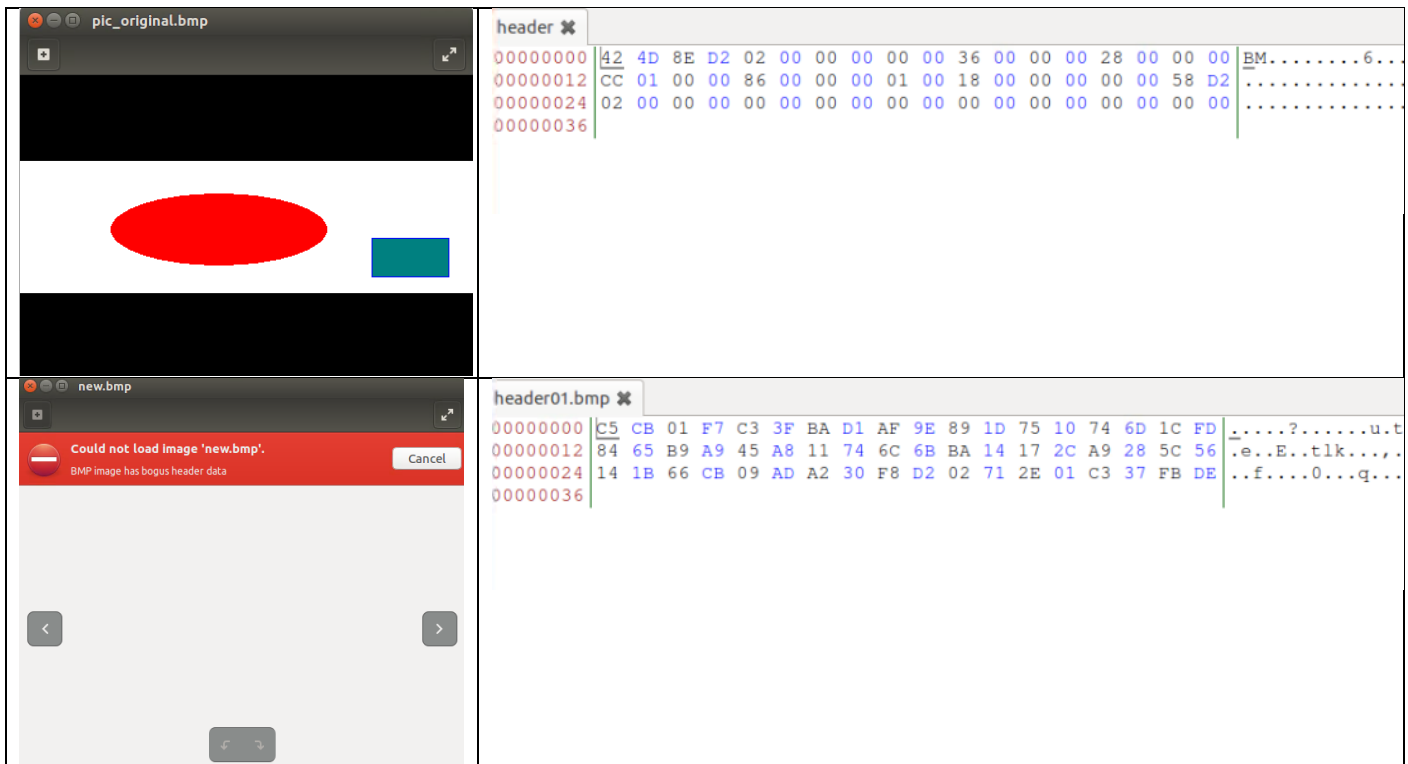 pic_original.bmp
header ✖
00000000 42 4D 8E D2 02 00 00 00 00 00 36 00 00 00 28 00 00 00 BM........6...
00000012 CC 01 00 00 86 00 00 00 01 00 18 00 00 00 00 00 58 D2 ..............
00000024 02 00 00 00 00 00 00 00 00 00 00 00 00 00 00 00 00 00 ..............
00000036
new.bmp
Could not load image 'new.bmp'.
BMP image has bogus header data
Cancel
header01.bmp ✖
00000000 C5 CB 01 F7 C3 3F BA D1 AF 9E 89 1D 75 10 74 6D 1C FD .....?......u.t
00000012 84 65 B9 A9 45 A8 11 74 6C 6B BA 14 17 2C A9 28 5C 56 .e..E..tlk...,.
00000024 14 1B 66 CB 09 AD A2 30 F8 D2 02 71 2E 01 C3 37 FB DE ..f....0...q...
00000036